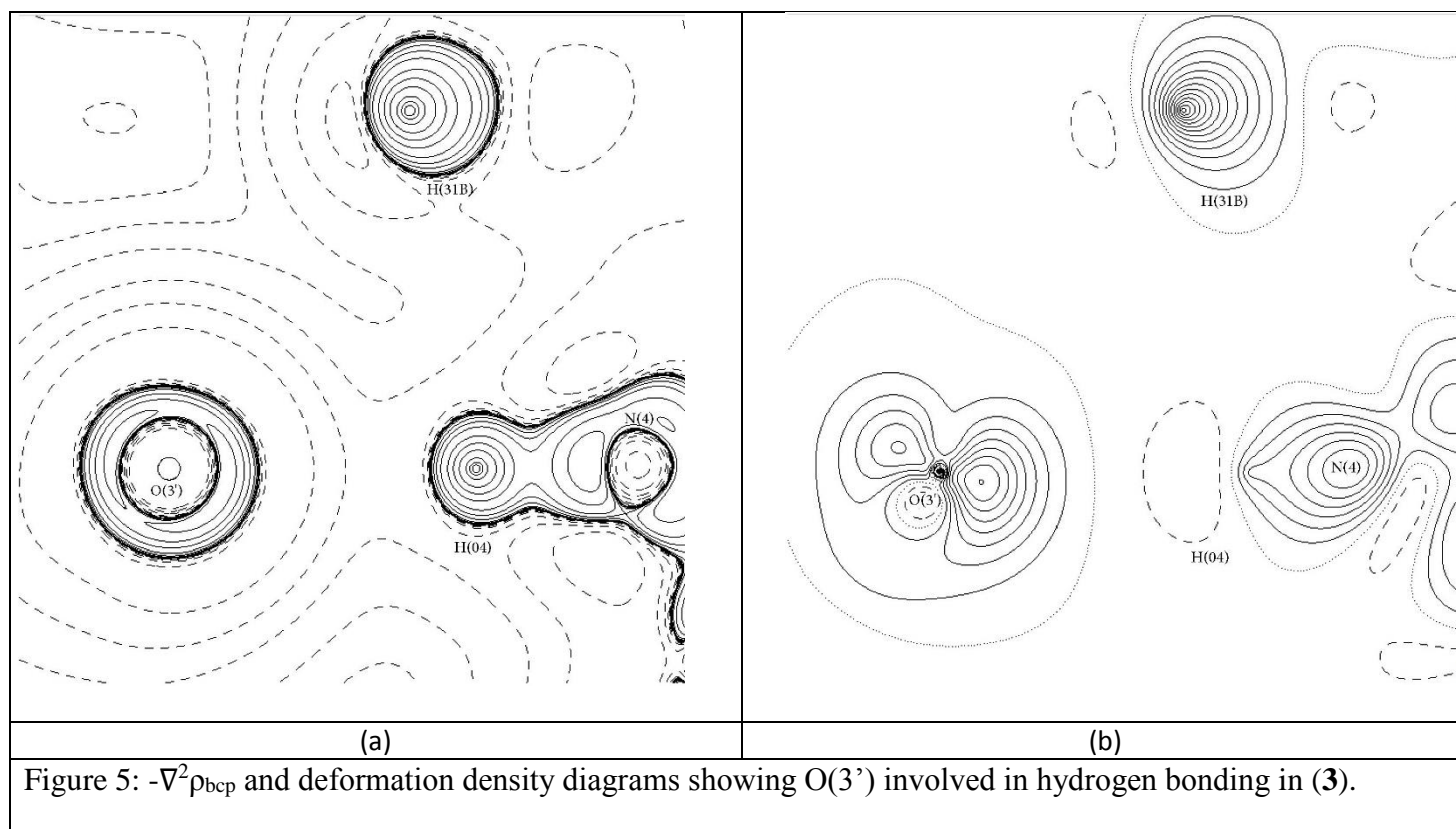 H(31B)
O(3')
N(4)
H(04)
H(31B)
O(3')
N(4)
H(04)
(a)
(b)
Figure 5: -∇²ρbcp and deformation density diagrams showing O(3’) involved in hydrogen bonding in (3).